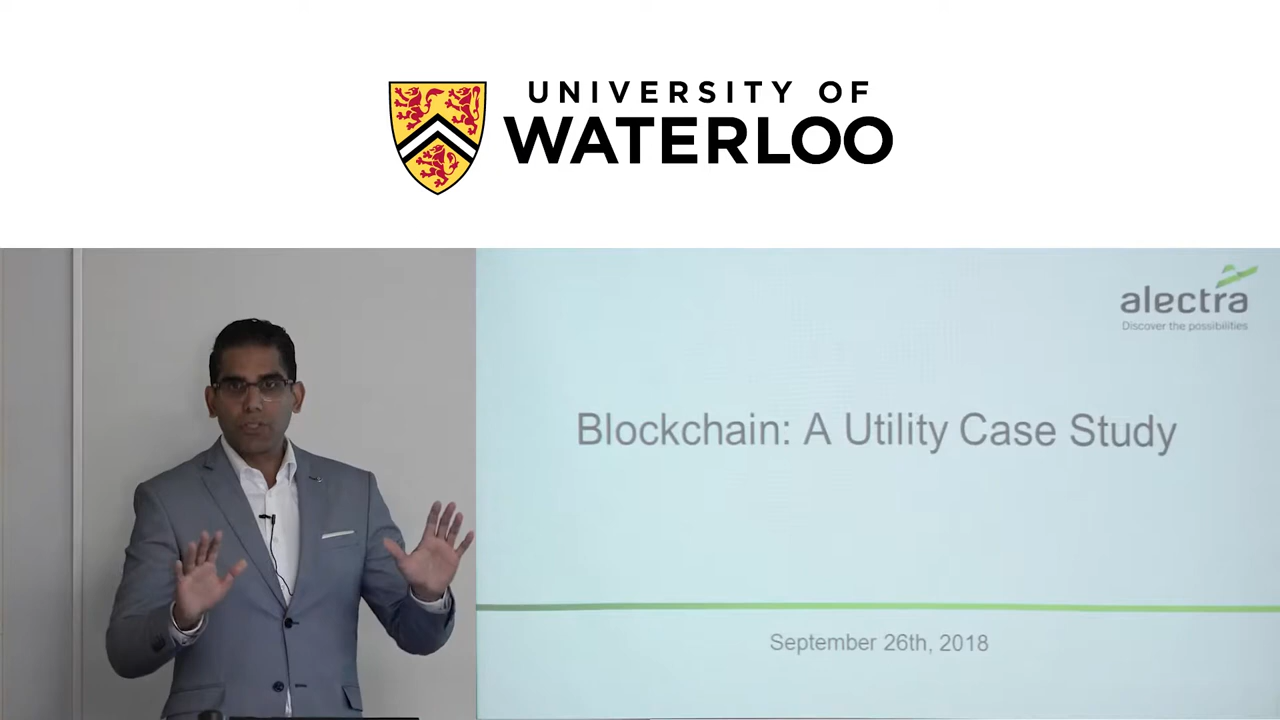 UNIVERSITY OF
WATERLOO
alectra
Discover the possibilities
Blockchain: A Utility Case Study
September 26th, 2018